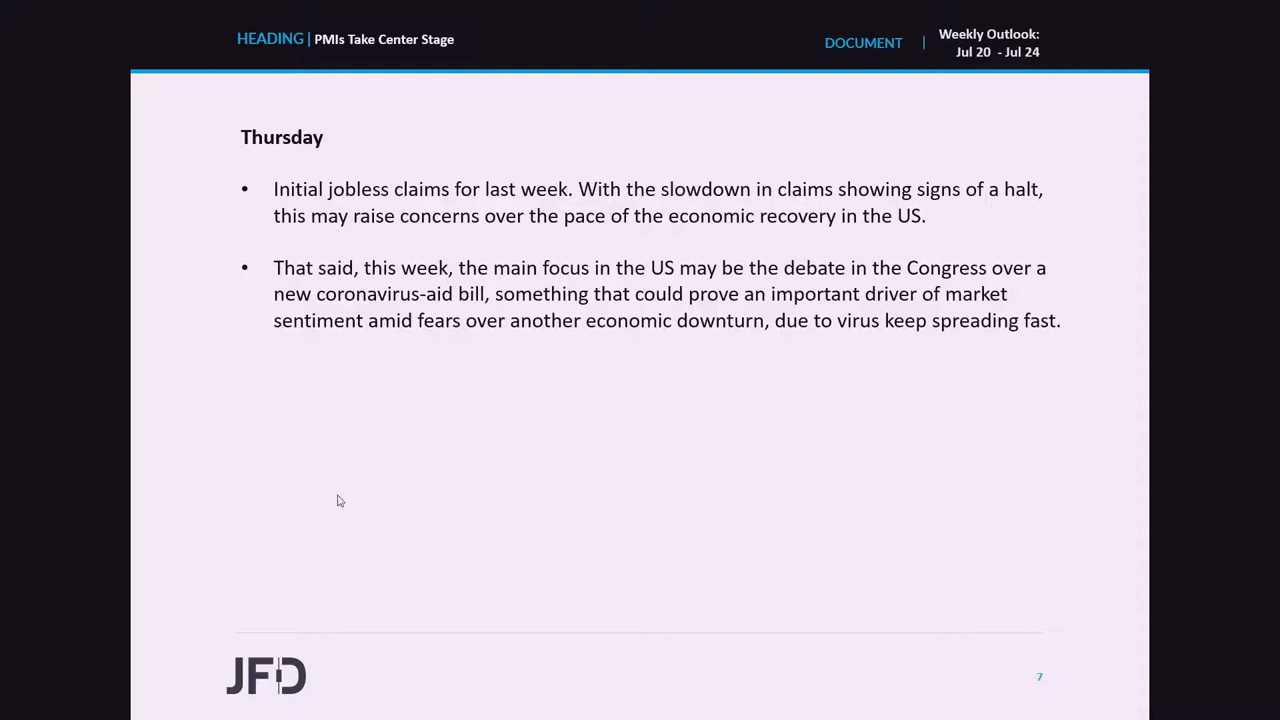 HEADING | PMIs Take Center Stage
DOCUMENT | Weekly Outlook:
Jul 20 - Jul 24
Thursday
• Initial jobless claims for last week. With the slowdown in claims showing signs of a halt,
this may raise concerns over the pace of the economic recovery in the US.
• That said, this week, the main focus in the US may be the debate in the Congress over a
new coronavirus-aid bill, something that could prove an important driver of market
sentiment amid fears over another economic downturn, due to virus keep spreading fast.
JFD
7